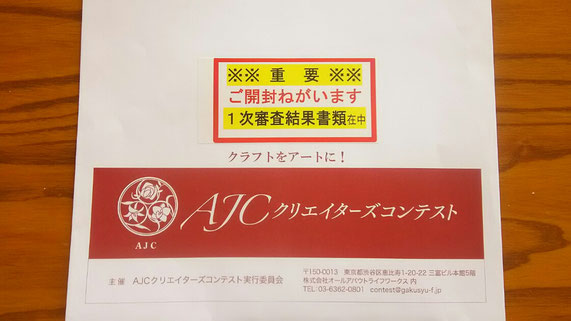 ※※ 重 要 ※※
ご開封ねがいます
1次審査結果書類在中
クラフトをアートに！
AJCクリエイターズコンテスト
AJC
主催 AJCクリエイターズコンテスト実行委員会
〒150-0013 東京都渋谷区恵比寿1-20-22 三富ビル本館5階
株式会社オールアバウトライフワークス 内
TEL 03-6362-0801 contest@gakusyu-f.jp